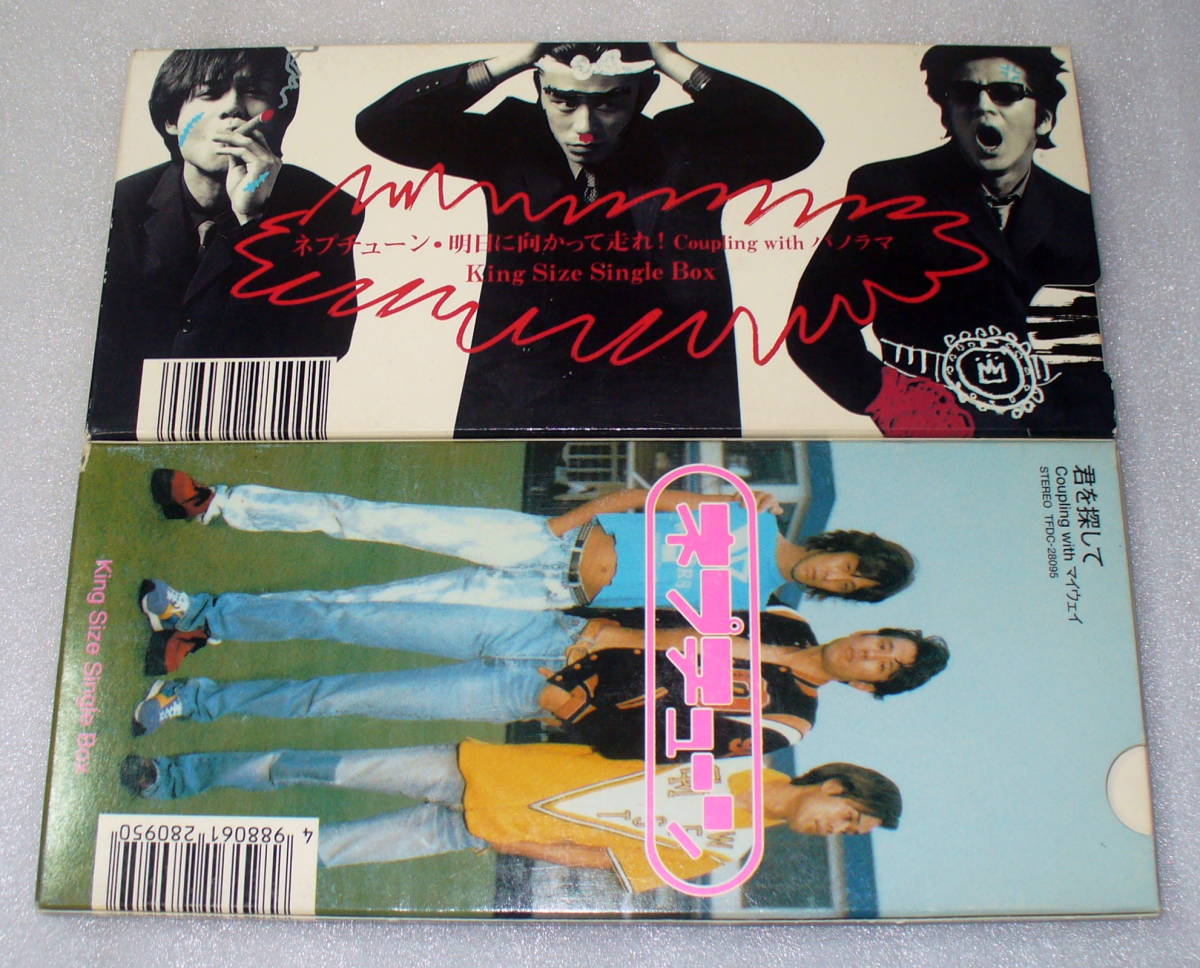 ネプチューン・明日に向かって走れ! Coupling with パノラマ
King Size Single Box
君を探して
Coupling with マイウェイ
STEREO TFDC-28095
ネプチューン
King Size Single Box
4 988061 280950